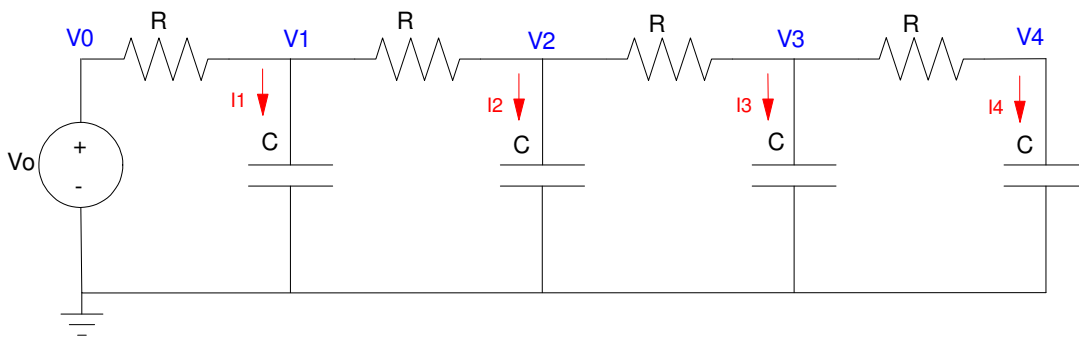 V0 R V1 R V2 R V3 R V4
I1 I2 I3 I4
C C C C
Vo + -